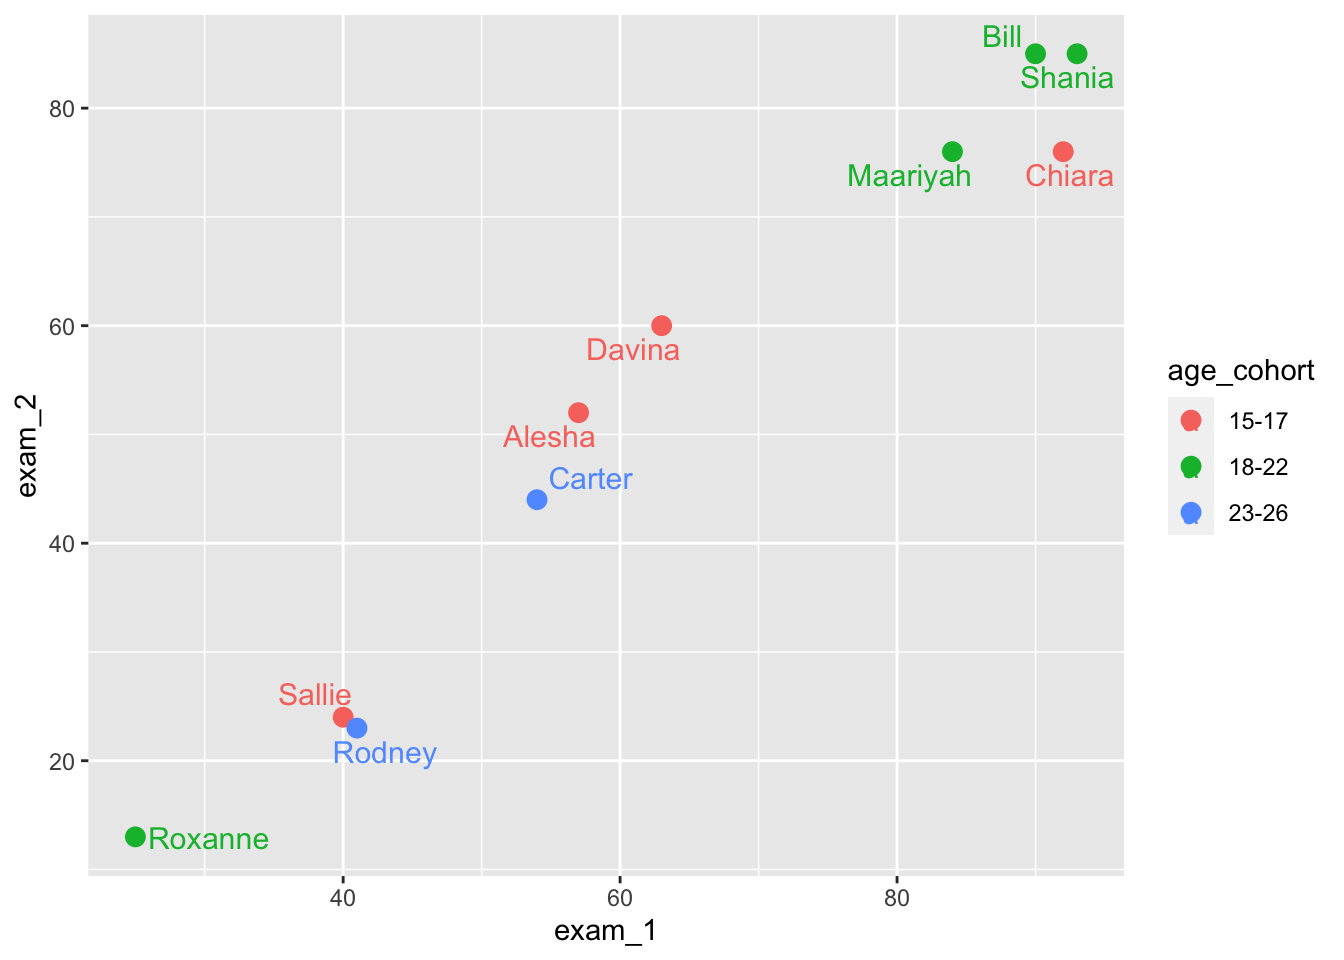 Bill
Shania
80
Maariyah
Chiara
60
Davina
Alesha
Carter
40
Sallie
Rodney
20
Roxanne
40 60 80
exam_1
exam_2
age_cohort
15-17
18-22
23-26